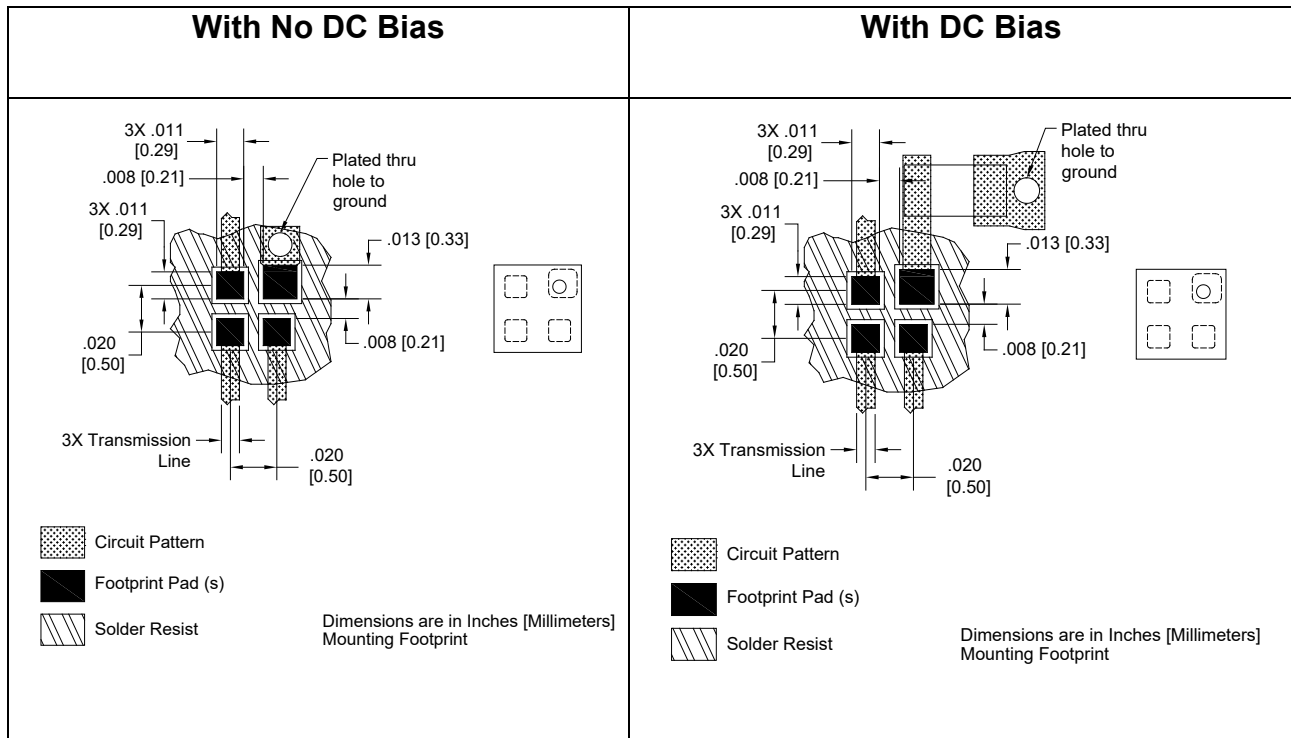 With No DC Bias
With DC Bias
3X .011
[0.29]
.008 [0.21]
3X .011
[0.29]
Plated thru
hole to
ground
.013 [0.33]
.020
[0.50]
.008 [0.21]
3X Transmission
Line
.020
[0.50]
Circuit Pattern
Footprint Pad (s)
Solder Resist
Dimensions are in Inches [Millimeters]
Mounting Footprint
3X .011
[0.29]
.008 [0.21]
3X .011
[0.29]
Plated thru
hole to
ground
.013 [0.33]
.020
[0.50]
.008 [0.21]
3X Transmission
Line
.020
[0.50]
Circuit Pattern
Footprint Pad (s)
Solder Resist
Dimensions are in Inches [Millimeters]
Mounting Footprint